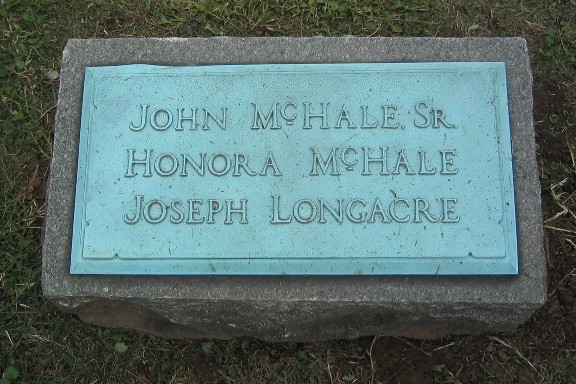 John McHale, Sr.
Honora McHale
Joseph Longacre